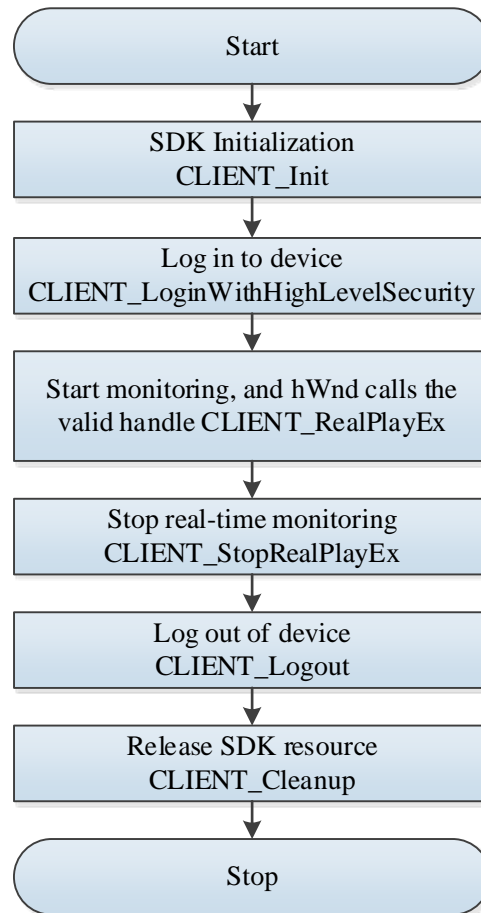 Start
SDK Initialization
CLIENT_Init
Log in to device
CLIENT_LoginWithHighLevelSecurity
Start monitoring, and hWnd calls the
valid handle CLIENT_RealPlayEx
Stop real-time monitoring
CLIENT_StopRealPlayEx
Log out of device
CLIENT_Logout
Release SDK resource
CLIENT_Cleanup
Stop